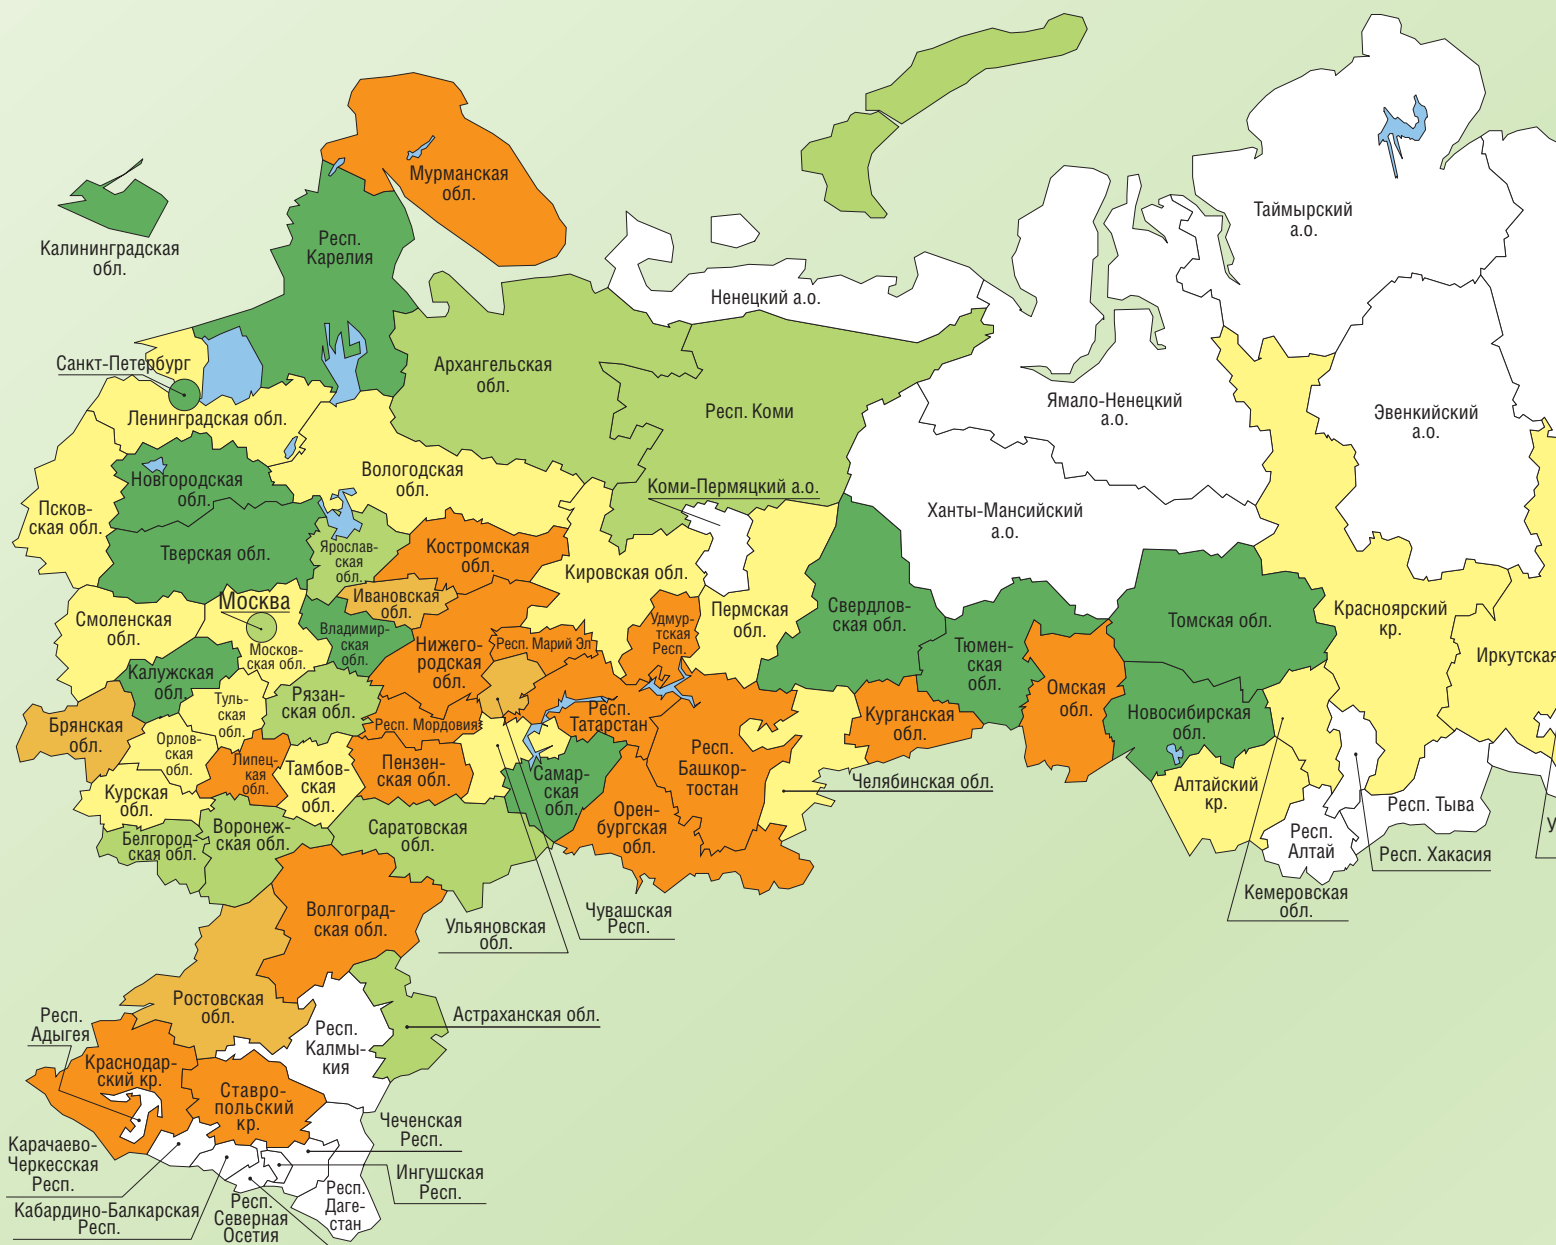 Мурманская
обл.
Калининградская
обл.
Респ.
Карелия
Таймырский
а.о.
Ненецкий а.о.
Санкт-Петербург
Ленинградская обл.
Архангельская
обл.
Респ. Коми
Ямало-Ненецкий
а.о.
Эвенкийский
а.о.
Псков-
ская обл.
Новгородская
обл.
Вологодская
обл.
Коми-Пермяцкий а.о.
Ханты-Мансийский
а.о.
Тверская обл.
Ярослав-
ская
обл.
Костромская
обл.
Кировская обл.
Ивановская
обл.
Смоленская
обл.
Москва
Москов-
ская обл.
Владимир-
ская
обл.
Нижего-
родская
обл.
Респ. Марий Эл
Удмур-
тская
Респ.
Пермская
обл.
Свердлов-
ская обл.
Тюмен-
ская
обл.
Омская
обл.
Томская обл.
Красноярский
кр.
Иркутская
Калужская
обл.
Брянская
обл.
Туль-
ская
обл.
Рязан-
ская обл.
Респ. Мордовия
Респ.
Татарстан
Курганская
обл.
Новосибирская
обл.
Орлов-
ская
обл.
Липец-
кая
обл.
Тамбов-
ская
обл.
Пензен-
ская обл.
Самар-
ская
обл.
Респ.
Башкор-
тостан
Челябинская обл.
Алтайский
кр.
Респ. Тыва
Курская
обл.
Белгород-
ская обл.
Воронеж-
ская обл.
Саратовская
обл.
Орен-
бургская
обл.
Респ.
Алтай
Респ. Хакасия
У
Кемеровская
обл.
Волгоград-
ская обл.
Ульяновская
обл.
Чувашская
Респ.
Ростовская
обл.
Астраханская обл.
Респ.
Адыгея
Респ.
Калмы-
кия
Краснодар-
ский кр.
Ставро-
польский
кр.
Чеченская
Респ.
Карачаево-
Черкесская
Респ.
Ингушская
Респ.
Кабардино-Балкарская
Респ.
Респ.
Северная
Осетия
Респ.
Даге-
стан